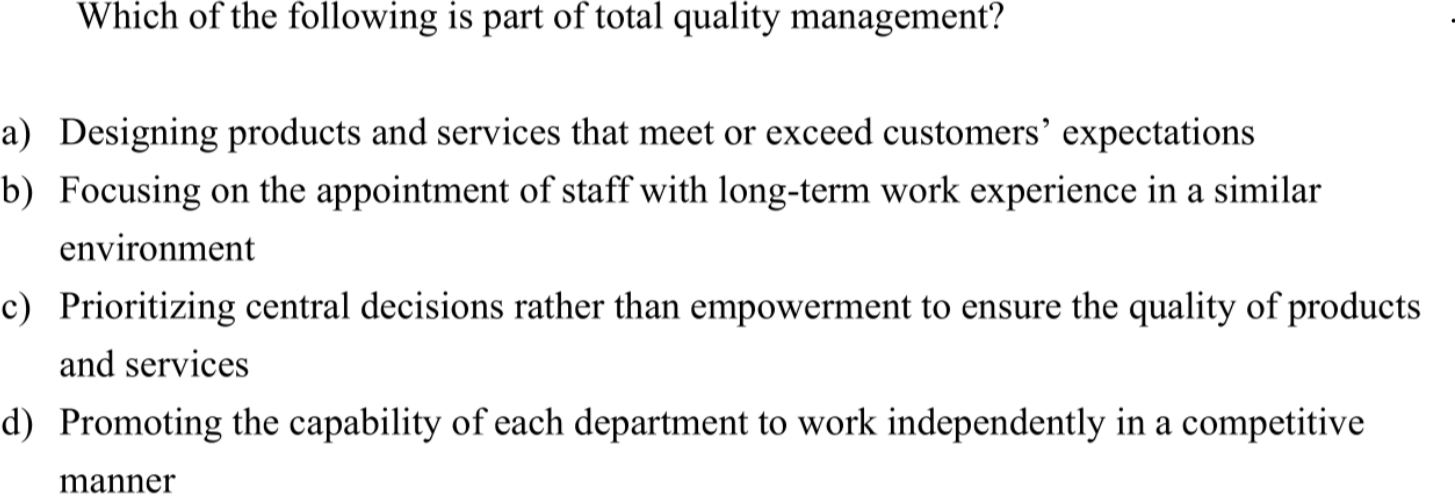 Which of the following is part of total quality management?
a) Designing products and services that meet or exceed customers’ expectations
b) Focusing on the appointment of staff with long-term work experience in a similar
environment
c) Prioritizing central decisions rather than empowerment to ensure the quality of products
and services
d) Promoting the capability of each department to work independently in a competitive
manner